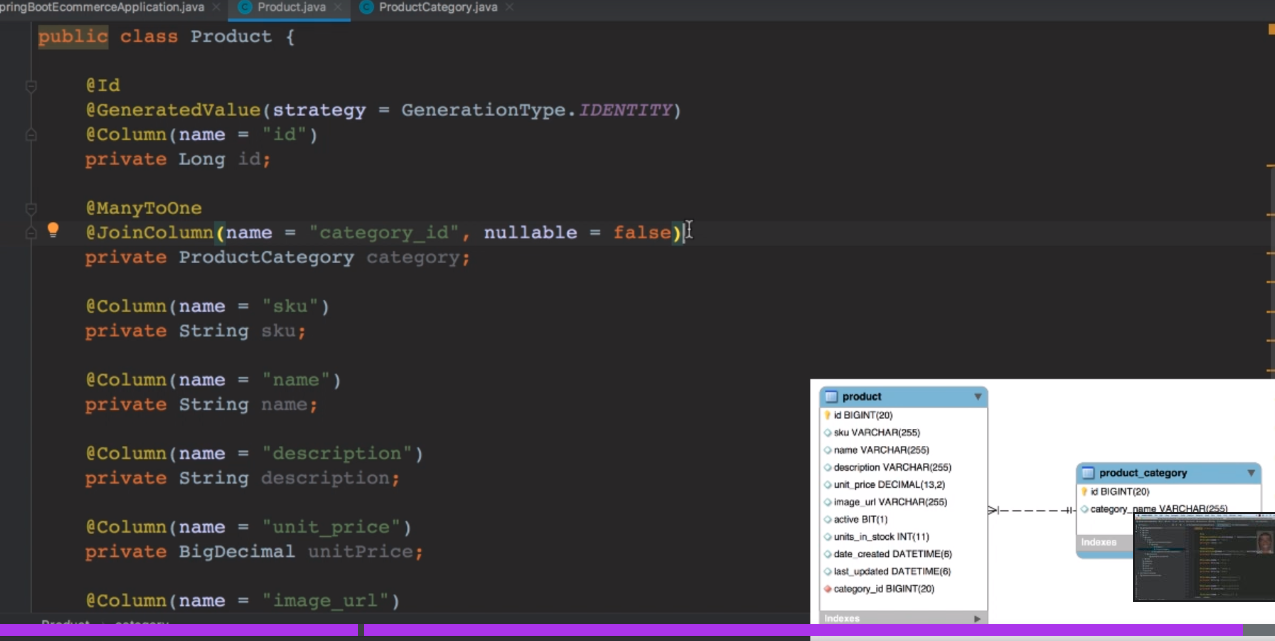 pringBootEcommerceApplication.java
Product.java
ProductCategory.java
public class Product {
@Id
@GeneratedValue(strategy = GenerationType.IDENTITY)
@Column(name = "id")
private Long id;
@ManyToOne
@JoinColumn(name = "category_id", nullable = false)
private ProductCategory category;
@Column(name = "sku")
private String sku;
@Column(name = "name")
private String name;
@Column(name = "description")
private String description;
@Column(name = "unit_price")
private BigDecimal unitPrice;
@Column(name = "image_url")
product
id BIGINT(20)
sku VARCHAR(255)
name VARCHAR(255)
description VARCHAR(255)
unit_price DECIMAL(13,2)
image_url VARCHAR(255)
active BIT(1)
units_in_stock INT(11)
date_created DATETIME(6)
last_updated DATETIME(6)
category_id BIGINT(20)
Indexes
product_category
id BIGINT(20)
category_name VARCHAR(255)
Indexes